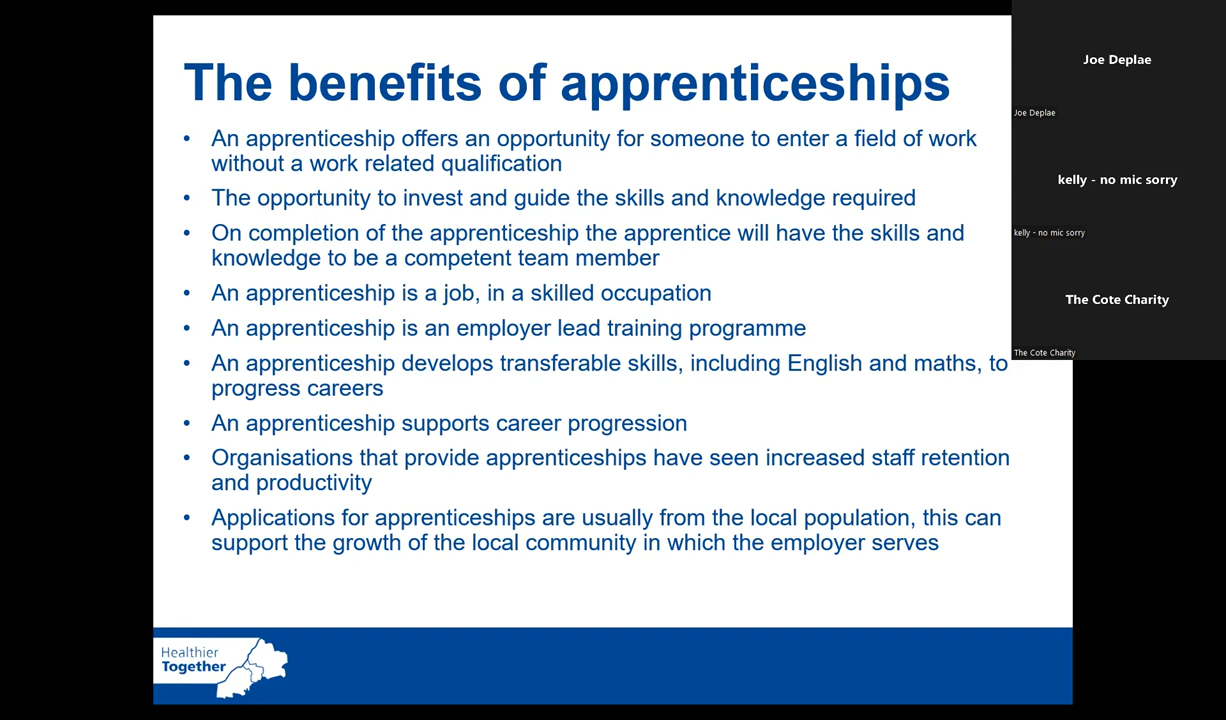 The benefits of apprenticeships
• An apprenticeship offers an opportunity for someone to enter a field of work
without a work related qualification
• The opportunity to invest and guide the skills and knowledge required
• On completion of the apprenticeship the apprentice will have the skills and
knowledge to be a competent team member
• An apprenticeship is a job, in a skilled occupation
• An apprenticeship is an employer lead training programme
• An apprenticeship develops transferable skills, including English and maths, to
progress careers
• An apprenticeship supports career progression
• Organisations that provide apprenticeships have seen increased staff retention
and productivity
• Applications for apprenticeships are usually from the local population, this can
support the growth of the local community in which the employer serves
Healthier
Together
Joe Deplae
Joe Deplae
kelly - no mic sorry
kelly - no mic sorry
The Cote Charity
The Cote Charity